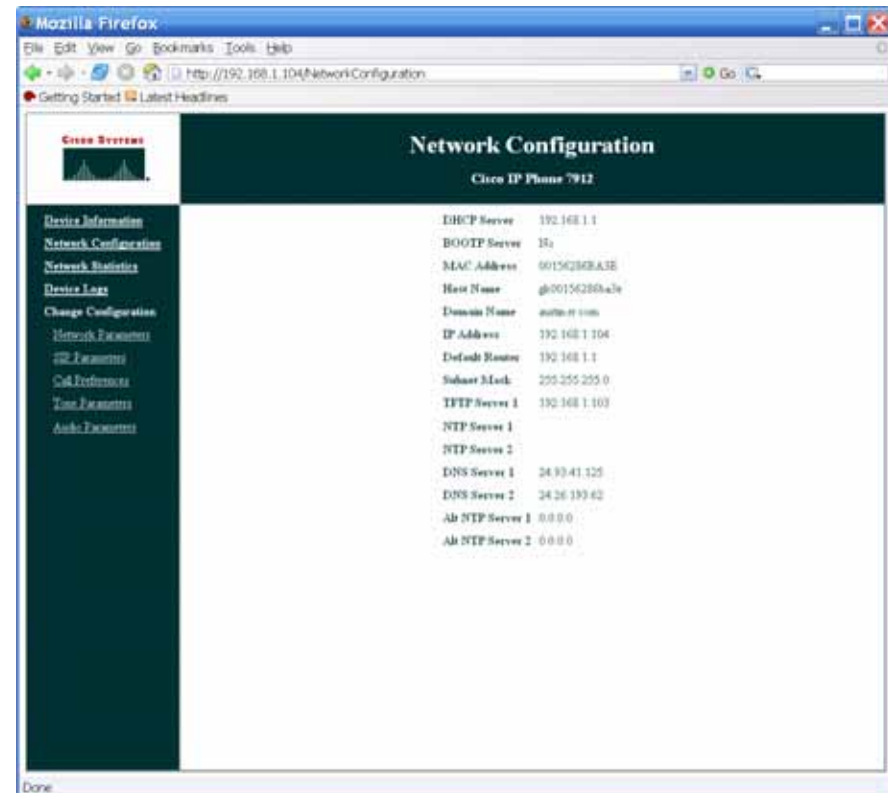 Mozilla Firefox
File Edit View Go Bookmarks Tools Help
http://192.168.1.104/NetworkConfiguration Go
Getting Started Latest Headlines
Cisco Systems
Network Configuration
Cisco IP Phone 7912
Device Information
Network Configuration
Network Statistics
Device Logs
Change Configuration
Network Parameters
SIP Parameters
Call Preferences
Tone Parameters
Audio Parameters
DHCP Server 192.168.1.1
BOOTP Server No
MAC Address 00156286BA3E
Host Name gk00156286ba3e
Domain Name austin.rr.com
IP Address 192.168.1.104
Default Router 192.168.1.1
Subnet Mask 255.255.255.0
TFTP Server 1 192.168.1.103
NTP Server 1
NTP Server 2
DNS Server 1 24.93.41.125
DNS Server 2 24.26.193.62
Alt NTP Server 1 0.0.0.0
Alt NTP Server 2 0.0.0.0
Done